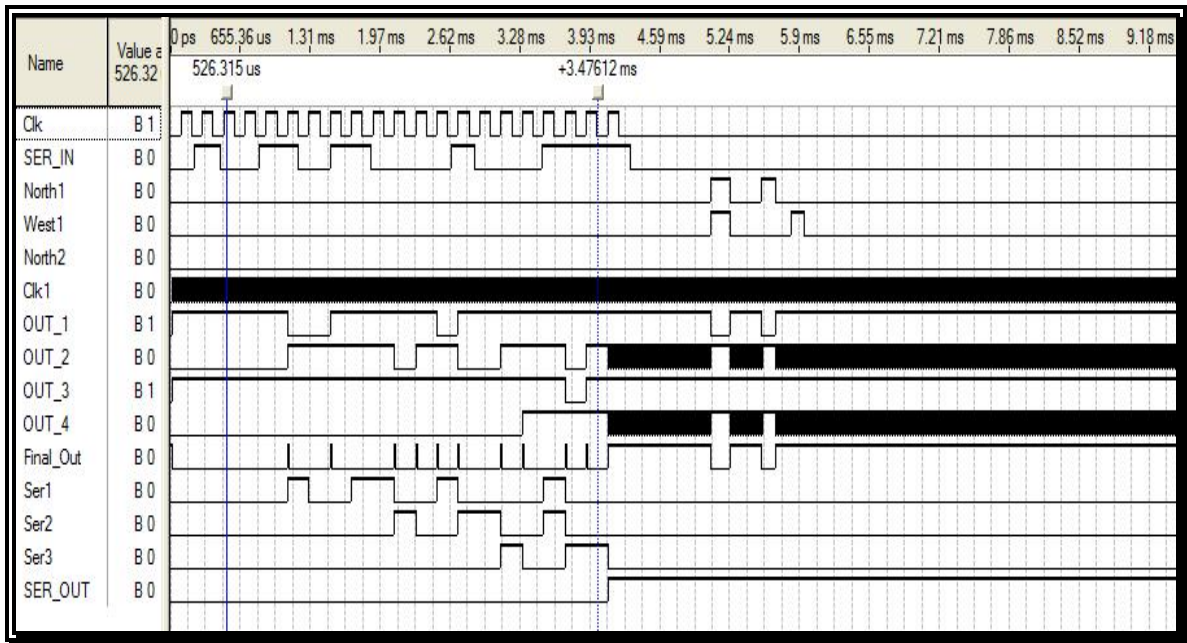 Name Value a 526.32 0 ps 655.36 us 1.31 ms 1.97 ms 2.62 ms 3.28 ms 3.93 ms 4.59 ms 5.24 ms 5.9 ms 6.55 ms 7.21 ms 7.86 ms 8.52 ms 9.18 ms
526.315 us +3.47612 ms
Clk B 1
SER_IN B 0
North1 B 0
West1 B 0
North2 B 0
Clk1 B 0
OUT_1 B 1
OUT_2 B 0
OUT_3 B 1
OUT_4 B 0
Final_Out B 0
Ser1 B 0
Ser2 B 0
Ser3 B 0
SER_OUT B 0